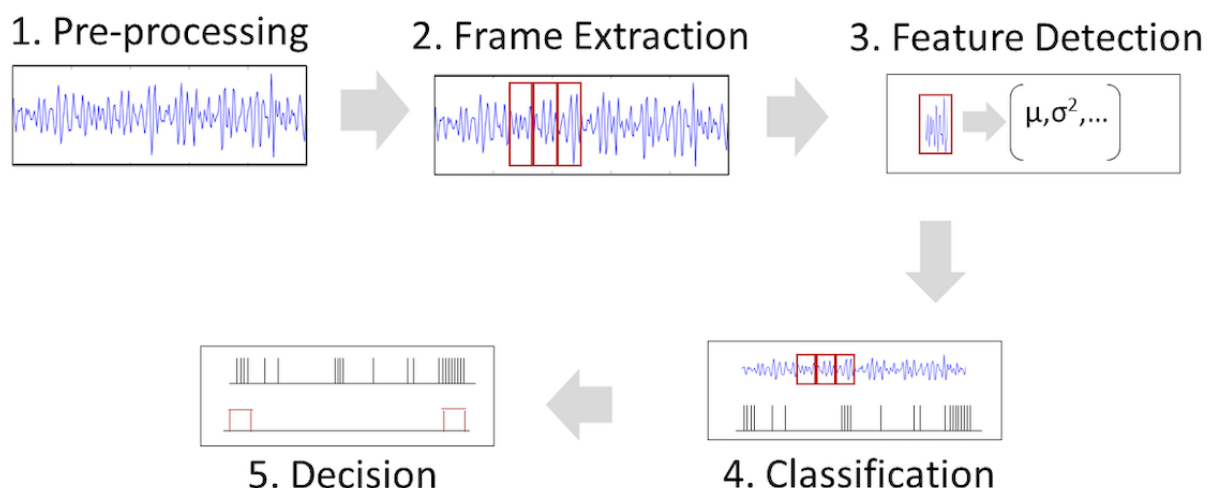 1. Pre-processing
2. Frame Extraction
3. Feature Detection
μ,σ²,...
4. Classification
5. Decision